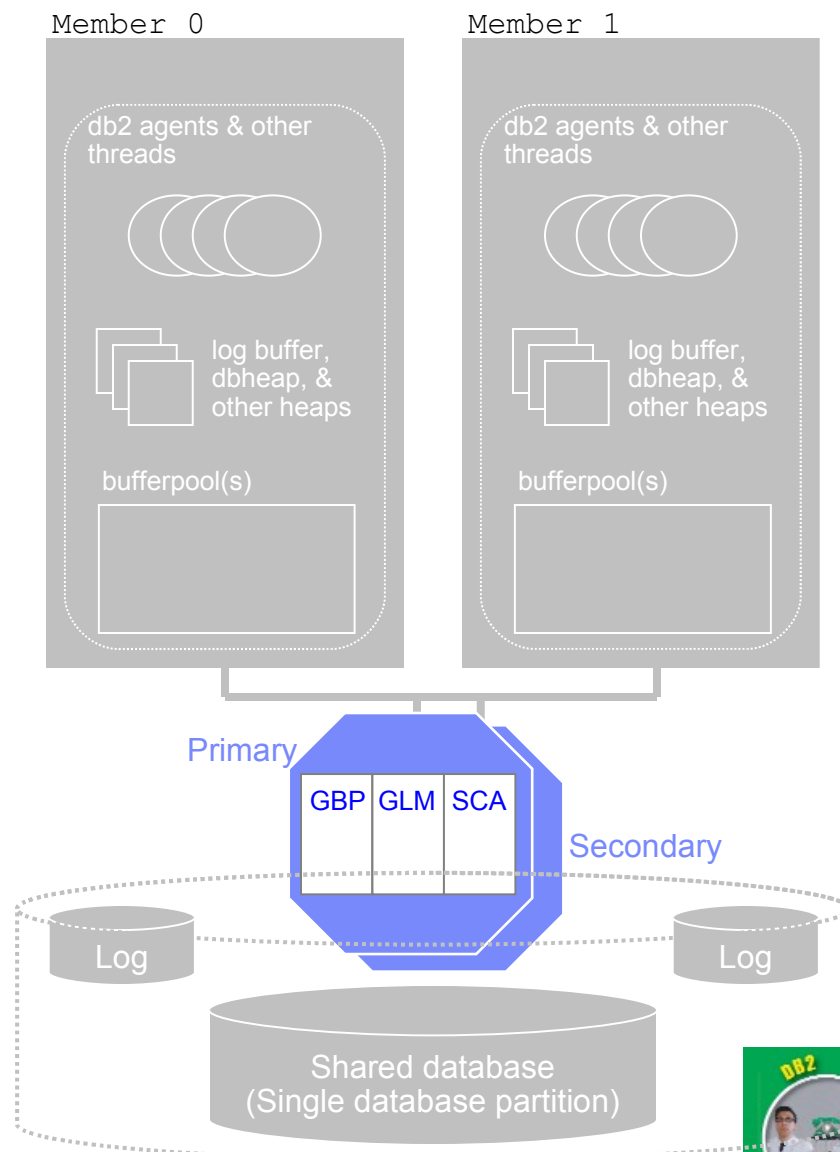 Member 0
Member 1
db2 agents & other
threads
db2 agents & other
threads
log buffer,
dbheap, &
other heaps
log buffer,
dbheap, &
other heaps
bufferpool(s)
bufferpool(s)
Primary
GBP GLM SCA
Secondary
Log
Log
Shared database
(Single database partition)
DB2